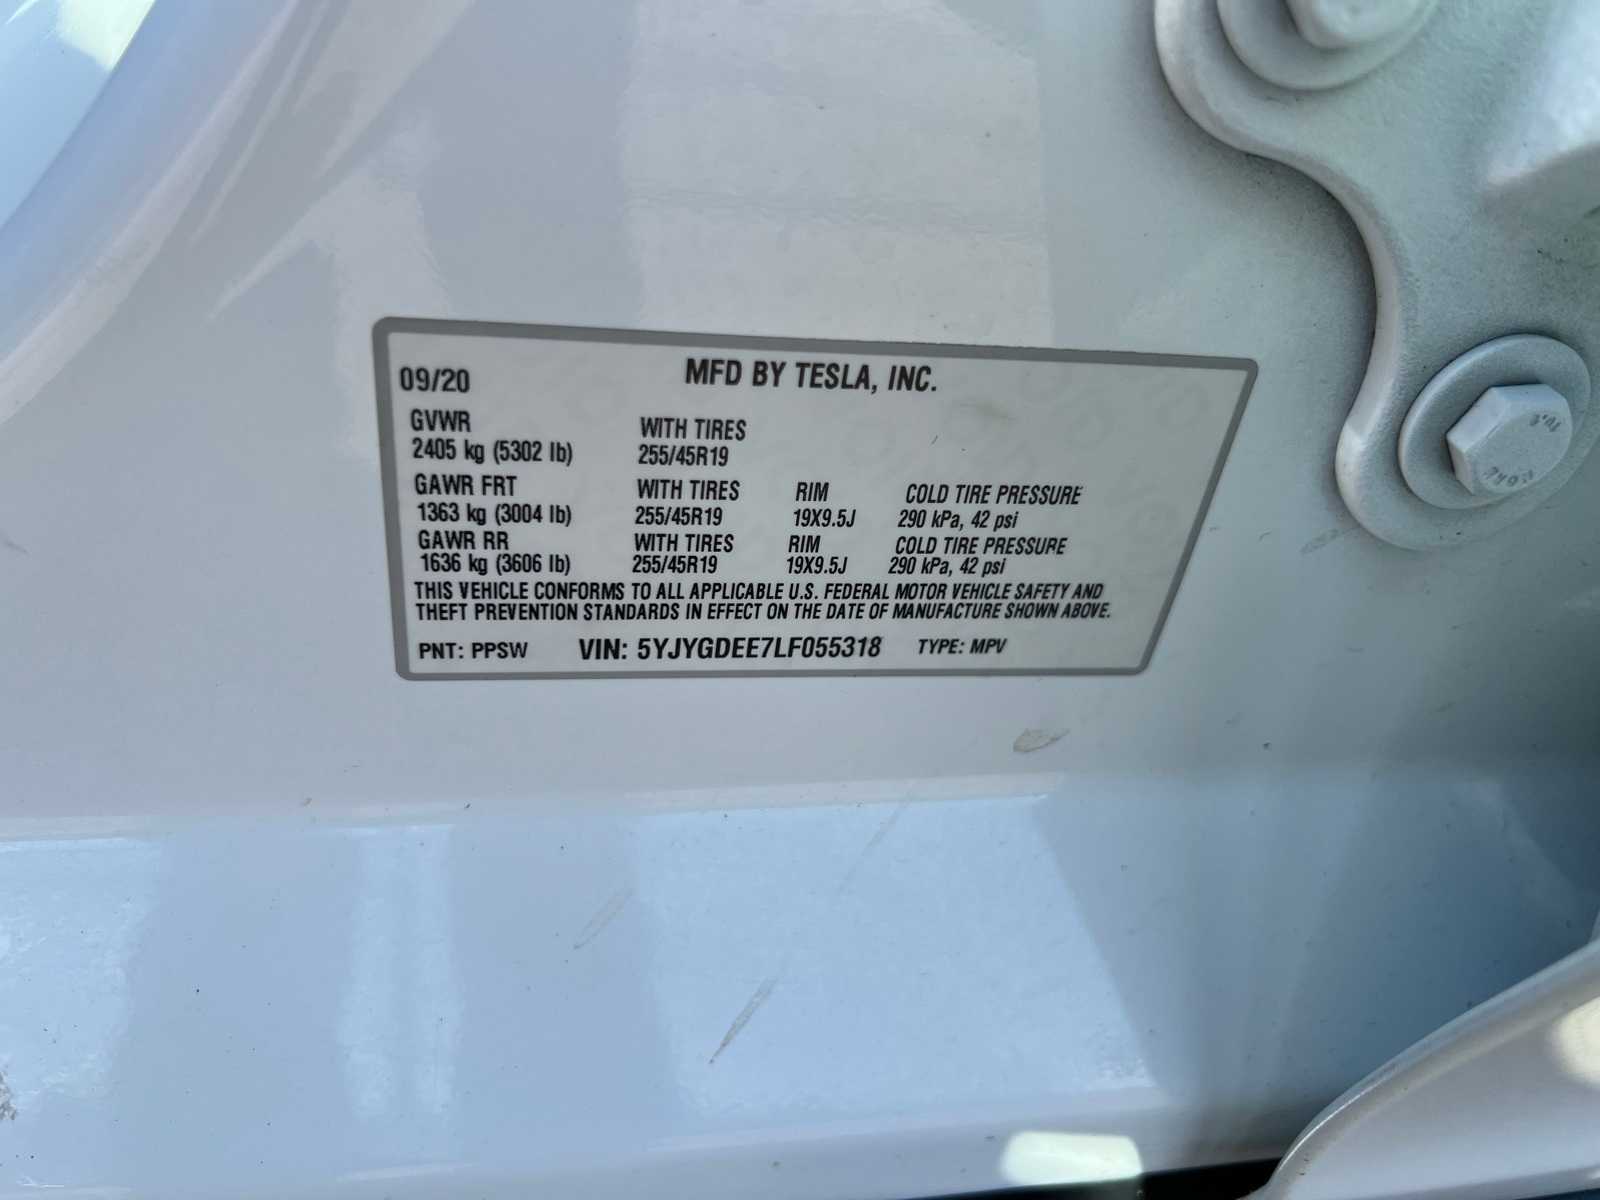 09/20 MFD BY TESLA, INC.
GVWR WITH TIRES
2405 kg (5302 lb) 255/45R19
GAWR FRT WITH TIRES RIM COLD TIRE PRESSURE
1363 kg (3004 lb) 255/45R19 19X9.5J 290 kPa, 42 psi
GAWR RR WITH TIRES RIM COLD TIRE PRESSURE
1636 kg (3606 lb) 255/45R19 19X9.5J 290 kPa, 42 psi
THIS VEHICLE CONFORMS TO ALL APPLICABLE U.S. FEDERAL MOTOR VEHICLE SAFETY AND
THEFT PREVENTION STANDARDS IN EFFECT ON THE DATE OF MANUFACTURE SHOWN ABOVE.
PNT: PPSW VIN: 5YJYGDEE7LF055318 TYPE: MPV